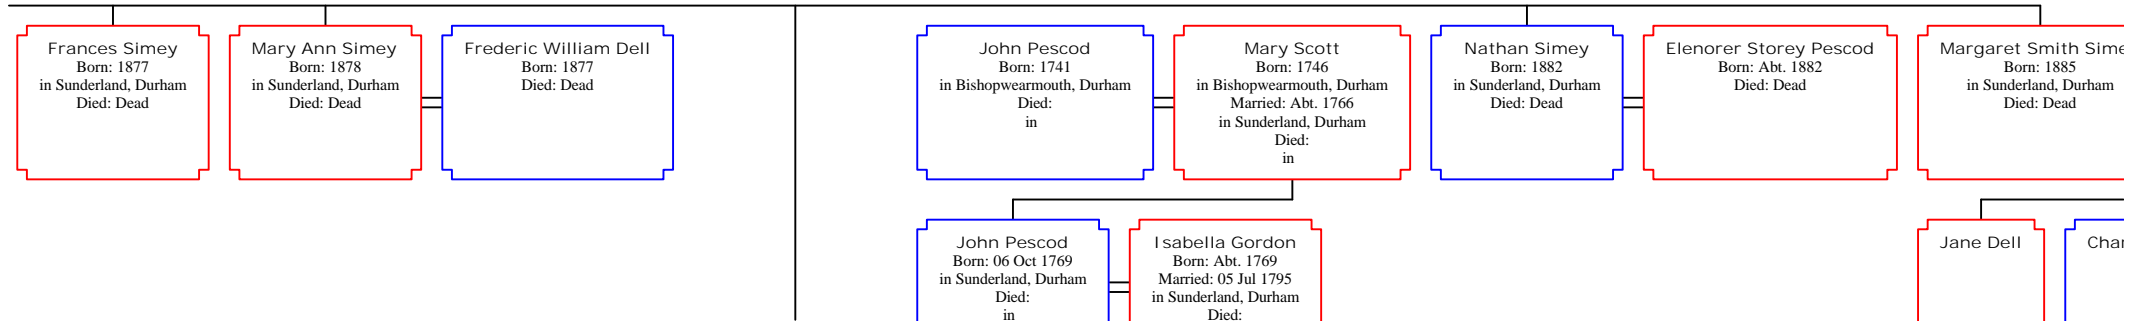 Frances Simey
Born: 1877
in Sunderland, Durham
Died: Dead
Mary Ann Simey
Born: 1878
in Sunderland, Durham
Died: Dead
Frederic William Dell
Born: 1877
Died: Dead
John Pescod
Born: 1741
in Bishopwearmouth, Durham
Died:
in
Mary Scott
Born: 1746
in Bishopwearmouth, Durham
Married: Abt. 1766
in Sunderland, Durham
Died:
in
Nathan Simey
Born: 1882
in Sunderland, Durham
Died: Dead
Elenorer Storey Pescod
Born: Abt. 1882
Died: Dead
Margaret Smith Sime
Born: 1885
in Sunderland, Durham
Died: Dead
John Pescod
Born: 06 Oct 1769
in Sunderland, Durham
Died:
in
Isabella Gordon
Born: Abt. 1769
Married: 05 Jul 1795
in Sunderland, Durham
Died:
Jane Dell